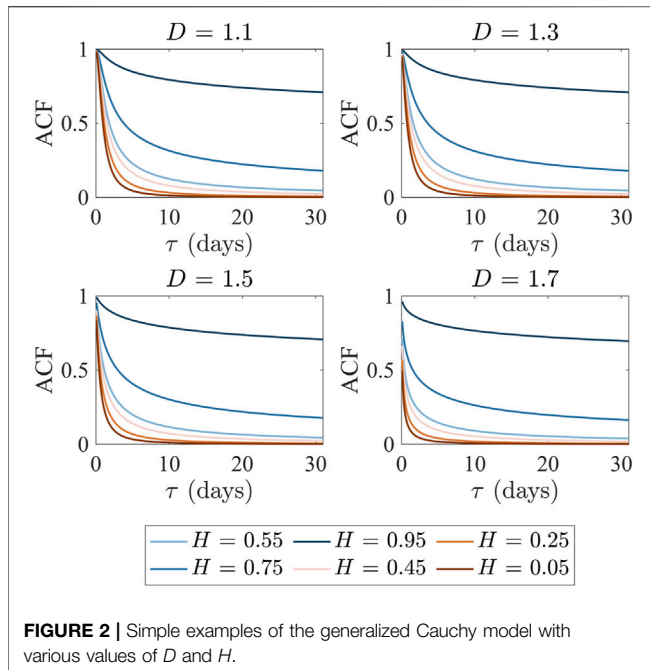 D = 1.1
D = 1.3
1
0.5
0
ACF
0 10 20 30
τ (days)
1
0.5
0
ACF
0 10 20 30
τ (days)
D = 1.5
D = 1.7
1
0.5
0
ACF
0 10 20 30
τ (days)
1
0.5
0
ACF
0 10 20 30
τ (days)
H = 0.55 H = 0.95 H = 0.25
H = 0.75 H = 0.45 H = 0.05
FIGURE 2 | Simple examples of the generalized Cauchy model with
various values of D and H.